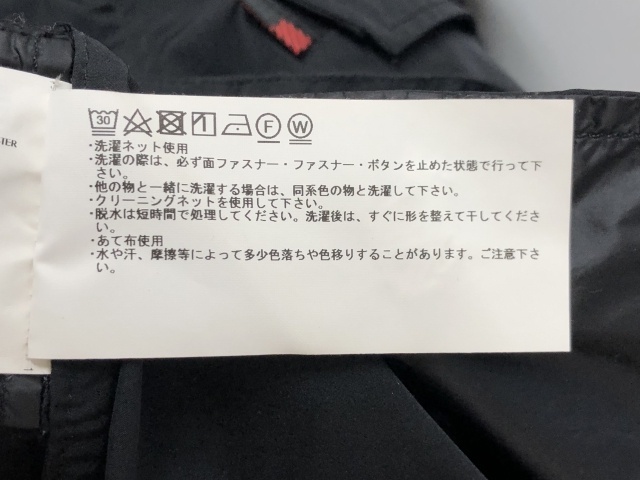 IER
30 F W
・洗濯ネット使用
・洗濯の際は、必ず面ファスナー・ファスナー・ボタンを止めた状態で行って下
さい。
・他の物と一緒に洗濯する場合は、同系色の物と洗濯して下さい。
・クリーニングネットを使用して下さい。
・脱水は短時間で処理してください。洗濯後は、すぐに形を整えて干してくださ
い。
・あて布使用
・水や汗、摩擦等によって多少色落ちや色移りすることがあります。ご注意下さ
い。
1